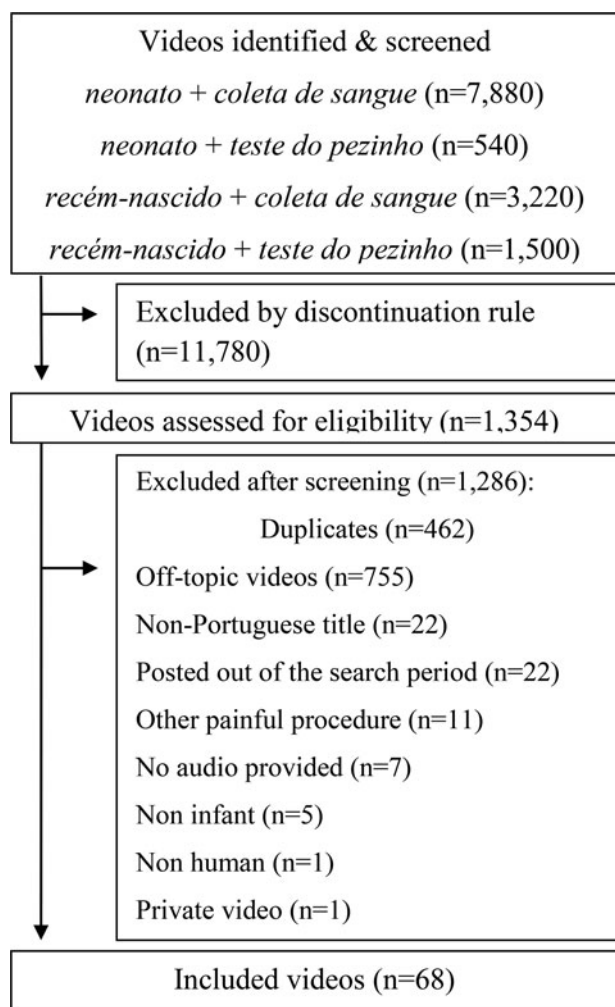 Videos identified & screened
neonato + coleta de sangue (n=7,880)
neonato + teste do pezinho (n=540)
recém-nascido + coleta de sangue (n=3,220)
recém-nascido + teste do pezinho (n=1,500)
Excluded by discontinuation rule
(n=11,780)
Videos assessed for eligibility (n=1,354)
Excluded after screening (n=1,286):
Duplicates (n=462)
Off-topic videos (n=755)
Non-Portuguese title (n=22)
Posted out of the search period (n=22)
Other painful procedure (n=11)
No audio provided (n=7)
Non infant (n=5)
Non human (n=1)
Private video (n=1)
Included videos (n=68)